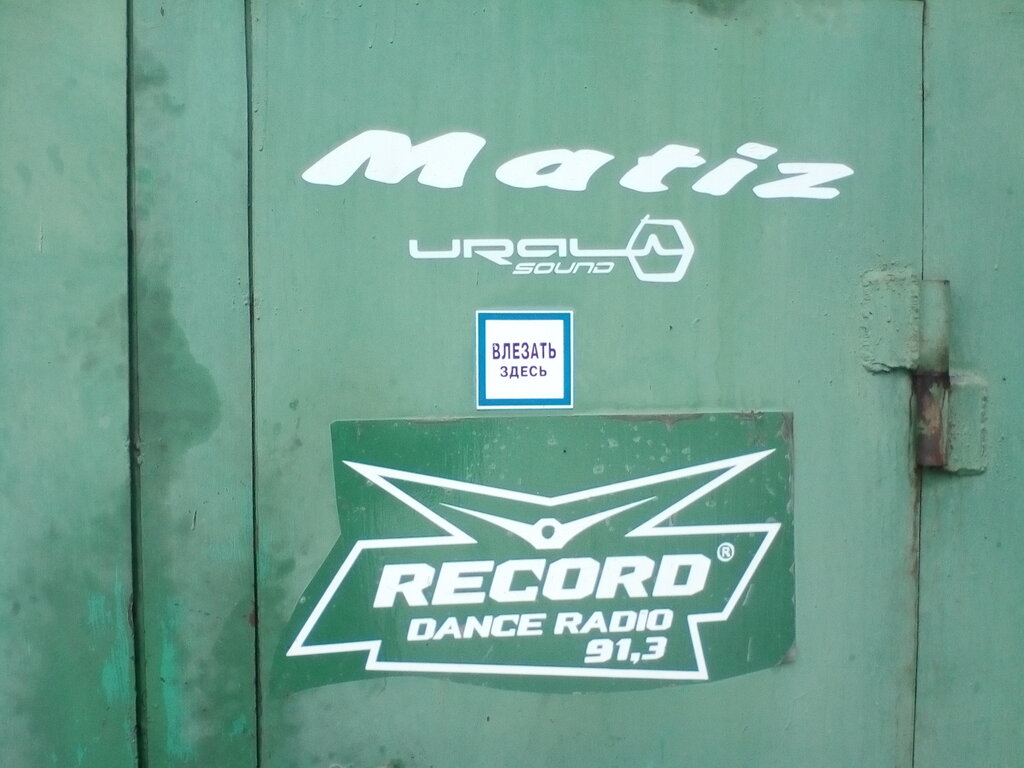 Matiz
URAL
SOUND
ВЛЕЗАТЬ
ЗДЕСЬ
RECORD®
DANCE RADIO
91,3